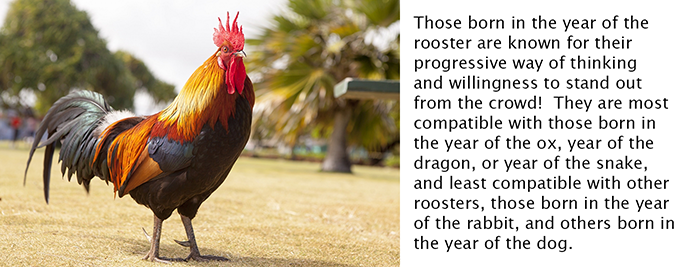 Those born in the year of the
rooster are known for their
progressive way of thinking
and willingness to stand out
from the crowd!  They are most
compatible with those born in
the year of the ox, year of the
dragon, or year of the snake,
and least compatible with other
roosters, those born in the year
of the rabbit, and others born in
the year of the dog.